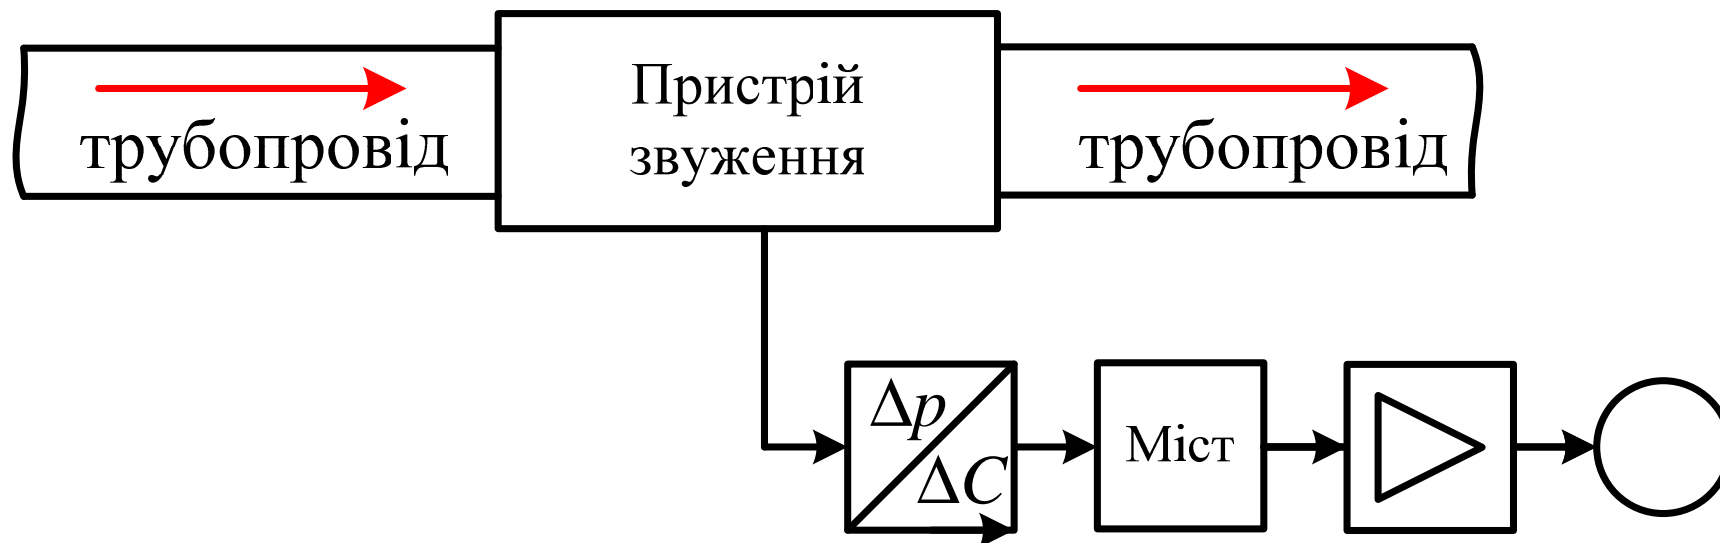 Пристрій
звуження
трубопровід
трубопровід
Δp
ΔC
Міст